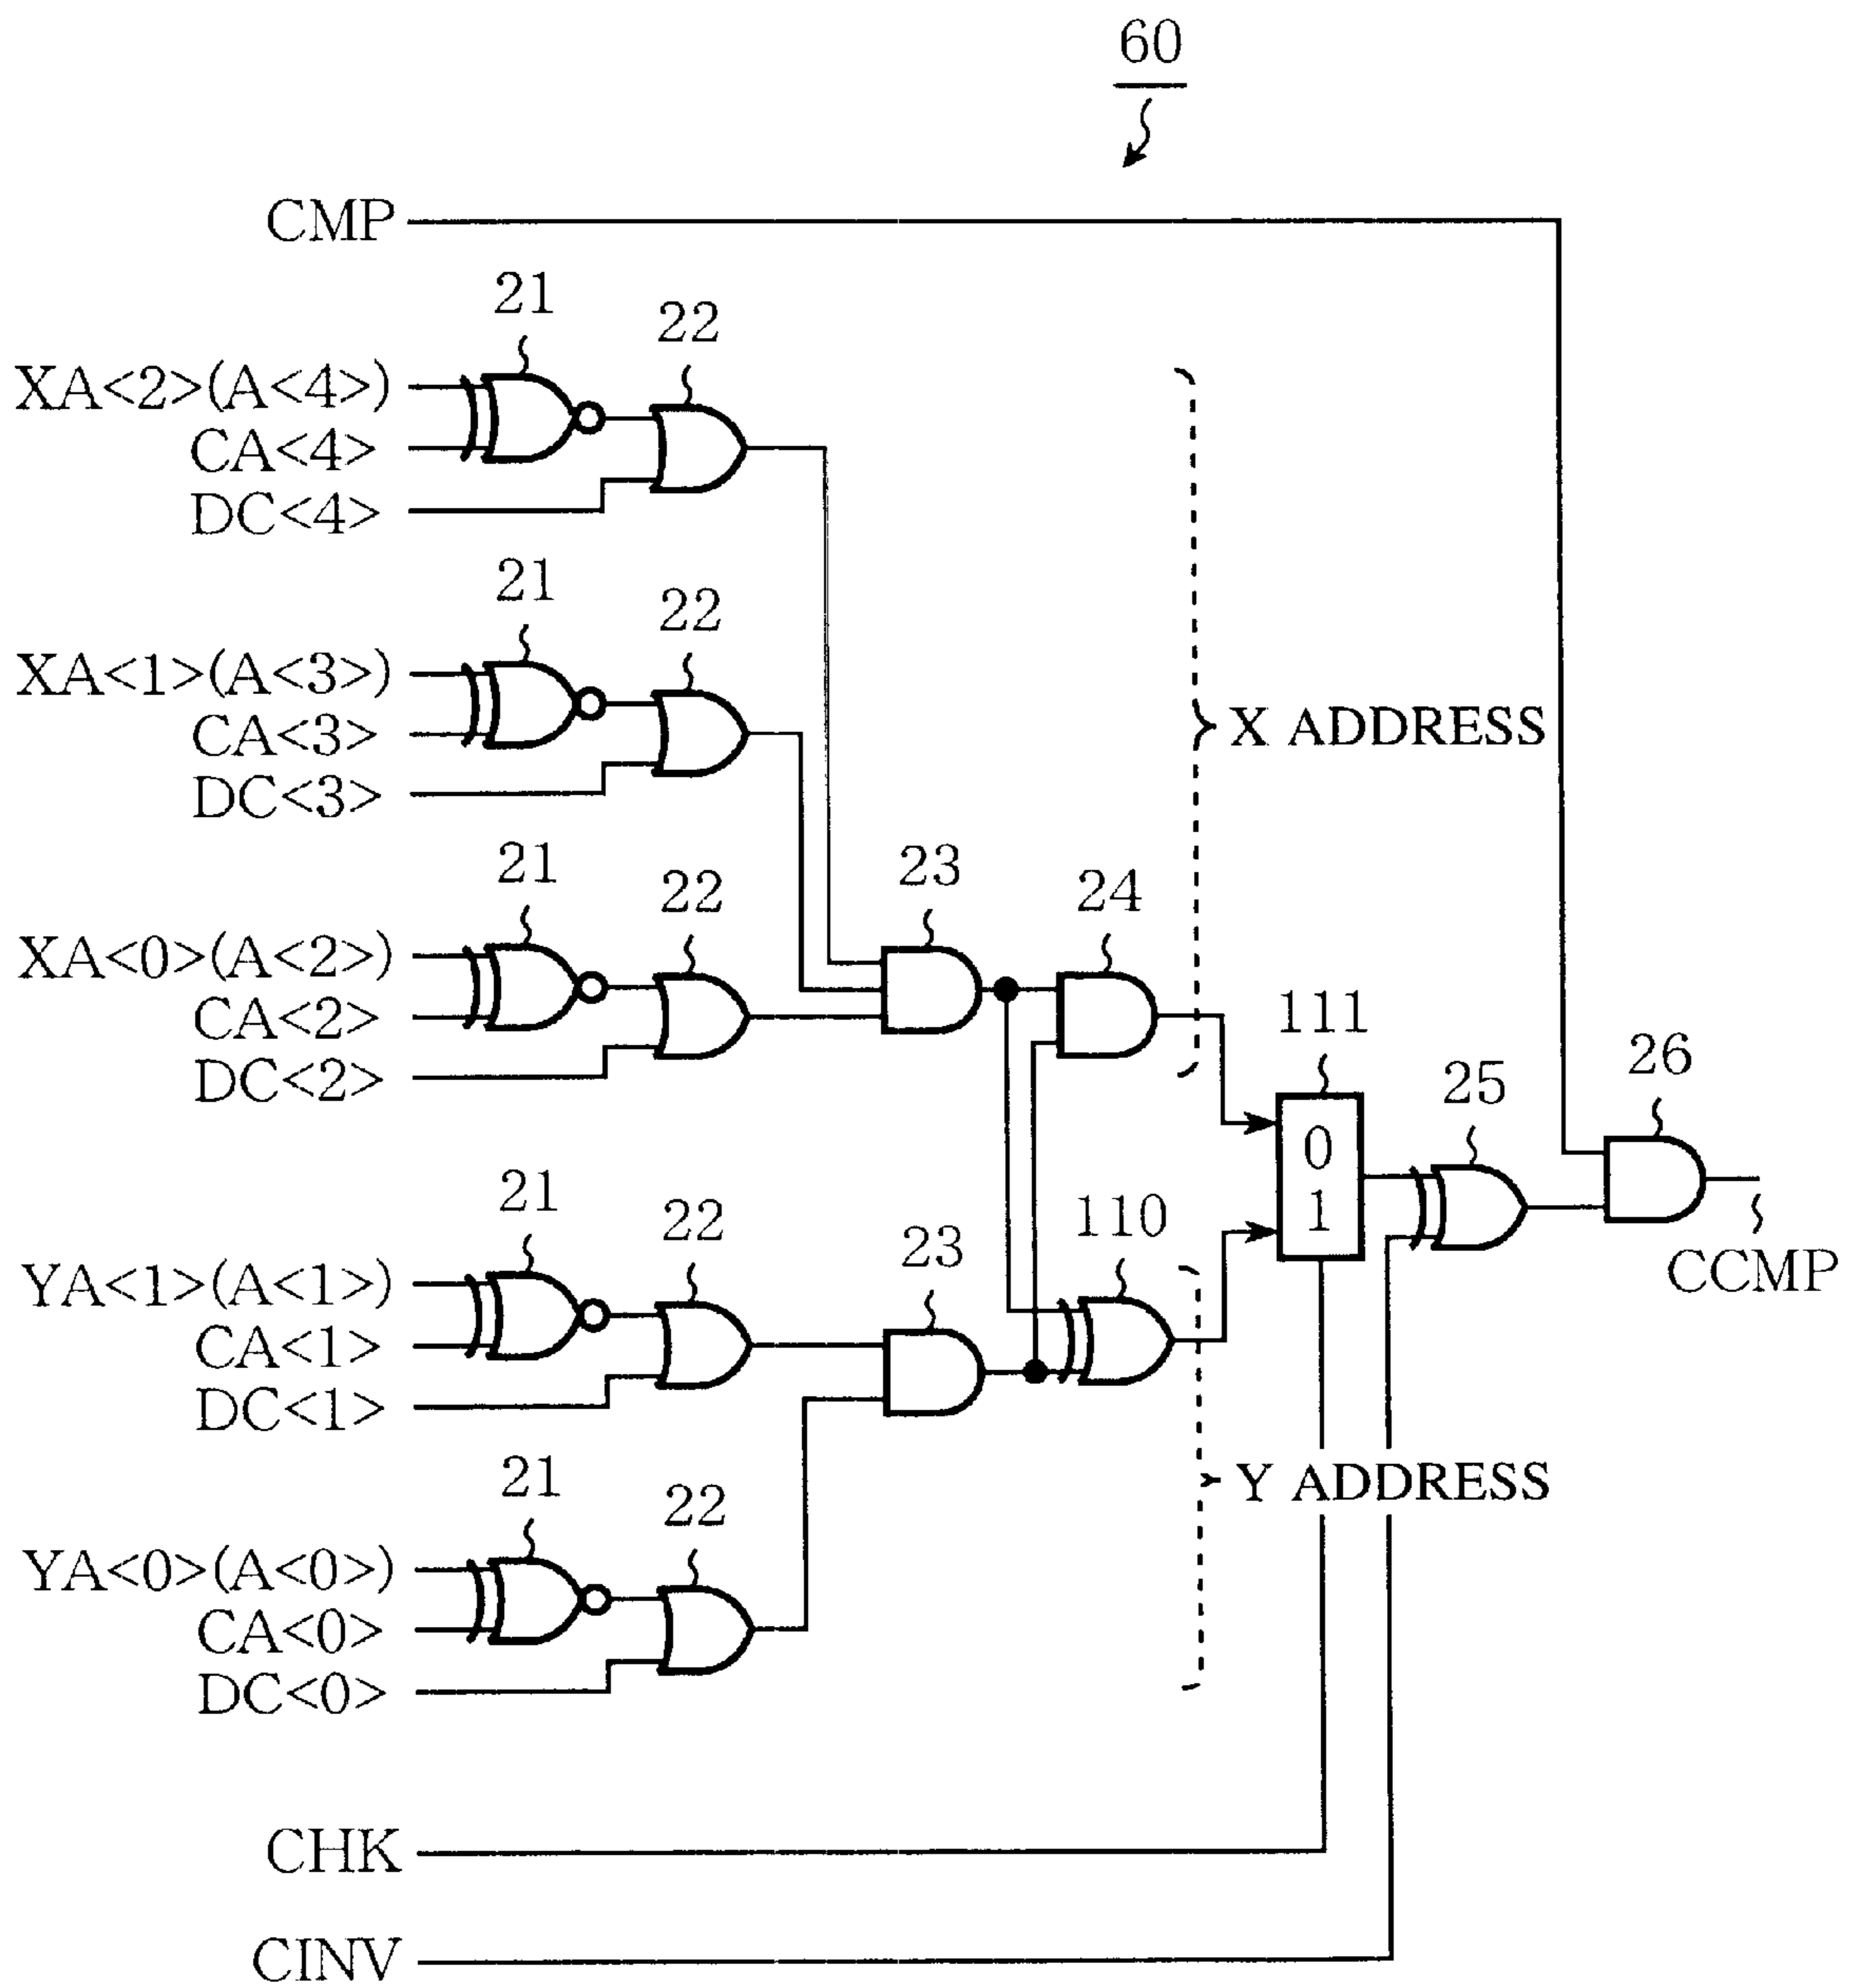 60
CMP
21
22
XA<2>(A<4>)
CA<4>
DC<4>
21
22
XA<1>(A<3>)
CA<3>
DC<3>
X ADDRESS
21
22
23
24
XA<0>(A<2>)
CA<2>
DC<2>
111
0
1
25
26
CCMP
21
22
23
110
YA<1>(A<1>)
CA<1>
DC<1>
Y ADDRESS
21
22
YA<0>(A<0>)
CA<0>
DC<0>
CHK
CINV